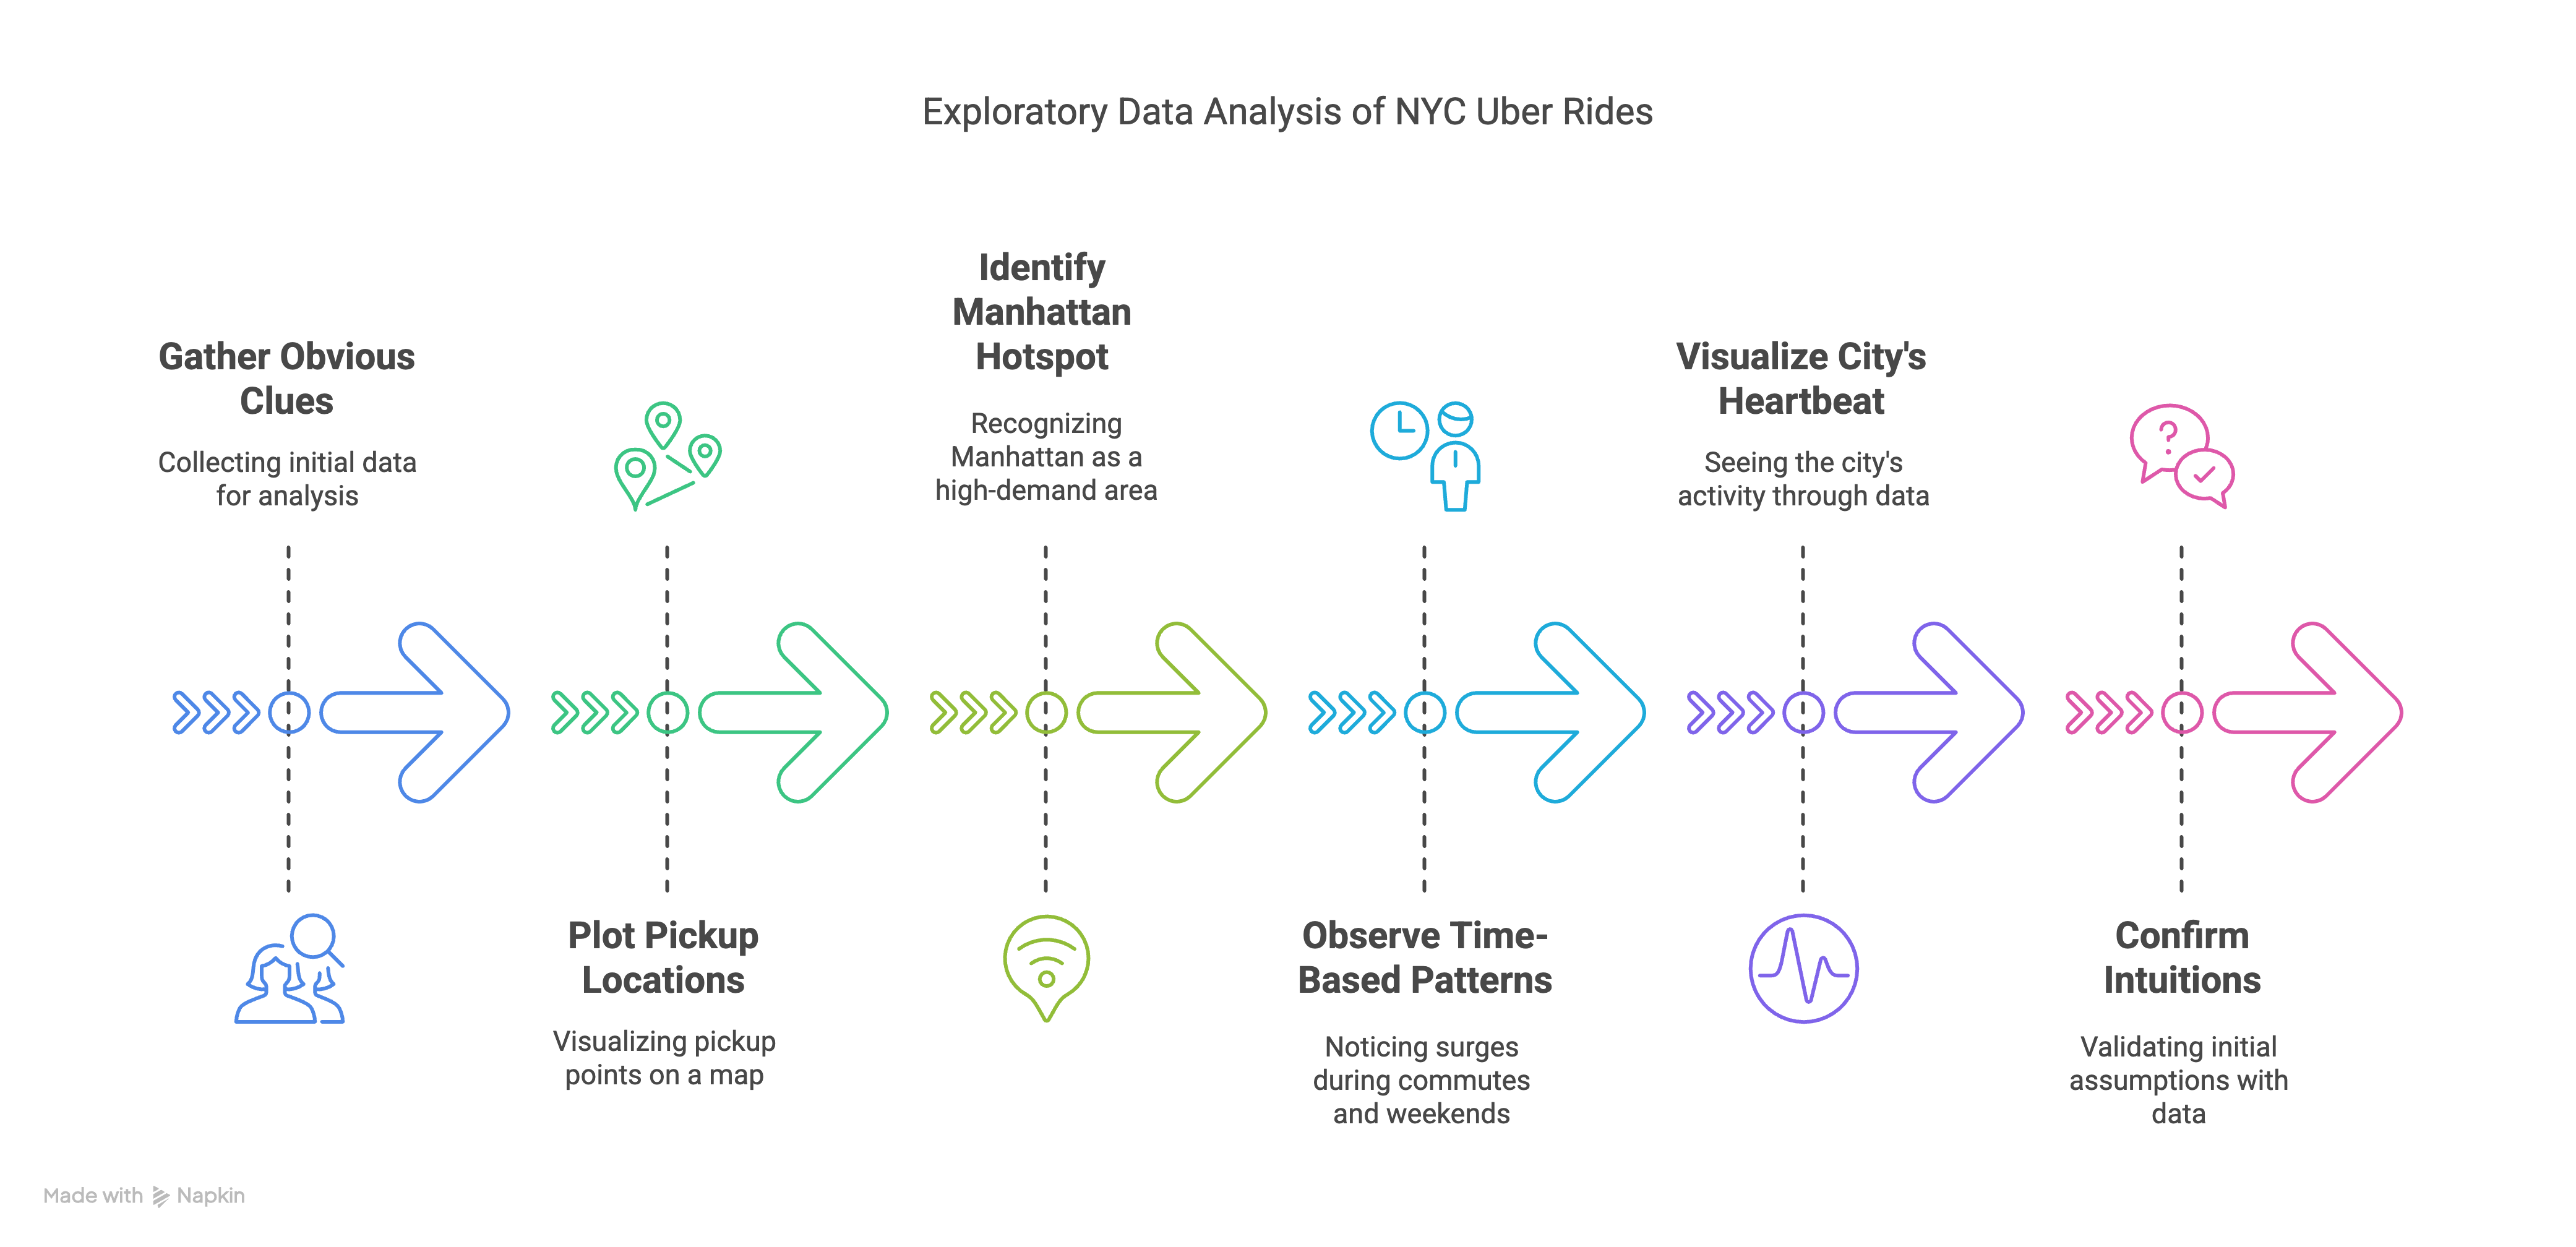 Exploratory Data Analysis of NYC Uber Rides
Gather Obvious
Clues
Collecting initial data
for analysis
Plot Pickup
Locations
Visualizing pickup
points on a map
Identify
Manhattan
Hotspot
Recognizing
Manhattan as a
high-demand area
Observe Time-
Based Patterns
Noticing surges
during commutes
and weekends
Visualize City's
Heartbeat
Seeing the city's
activity through data
?
Confirm
Intuitions
Validating initial
assumptions with
data
Made with Napkin